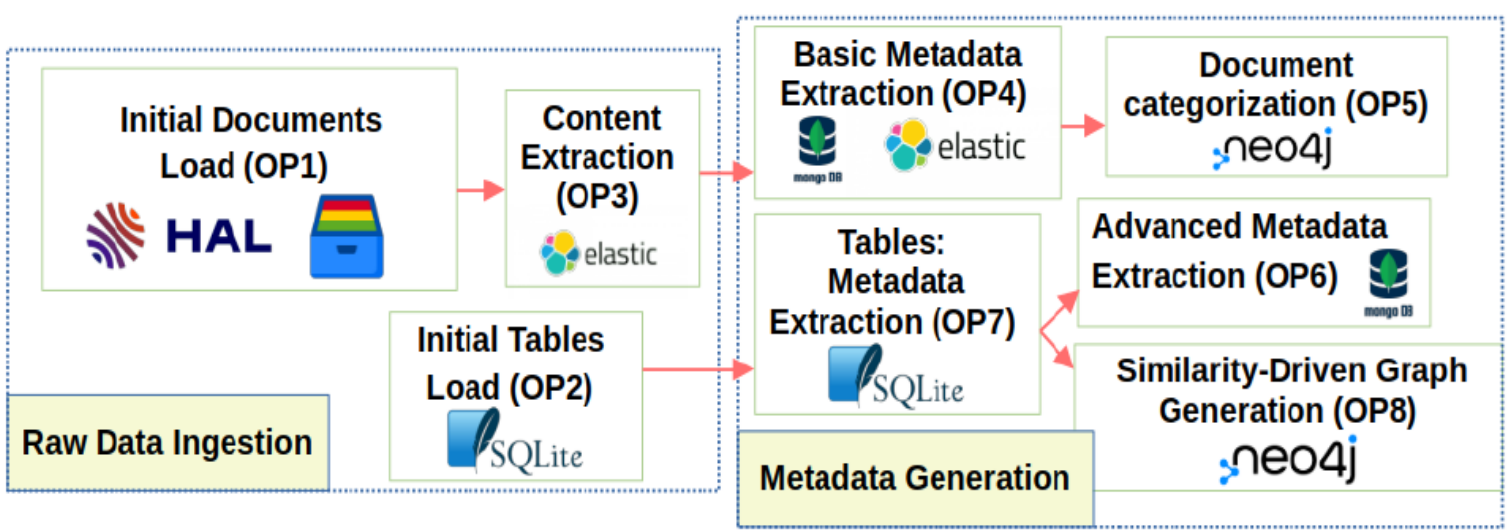 Initial Documents
Load (OP1)
HAL
Content
Extraction
(OP3)
elastic
Initial Tables
Load (OP2)
SQLite
Raw Data Ingestion
Basic Metadata
Extraction (OP4)
mongo DB
elastic
Document
categorization (OP5)
neo4j
Tables:
Metadata
Extraction (OP7)
SQLite
Advanced Metadata
Extraction (OP6)
mongo DB
Similarity-Driven Graph
Generation (OP8)
neo4j
Metadata Generation